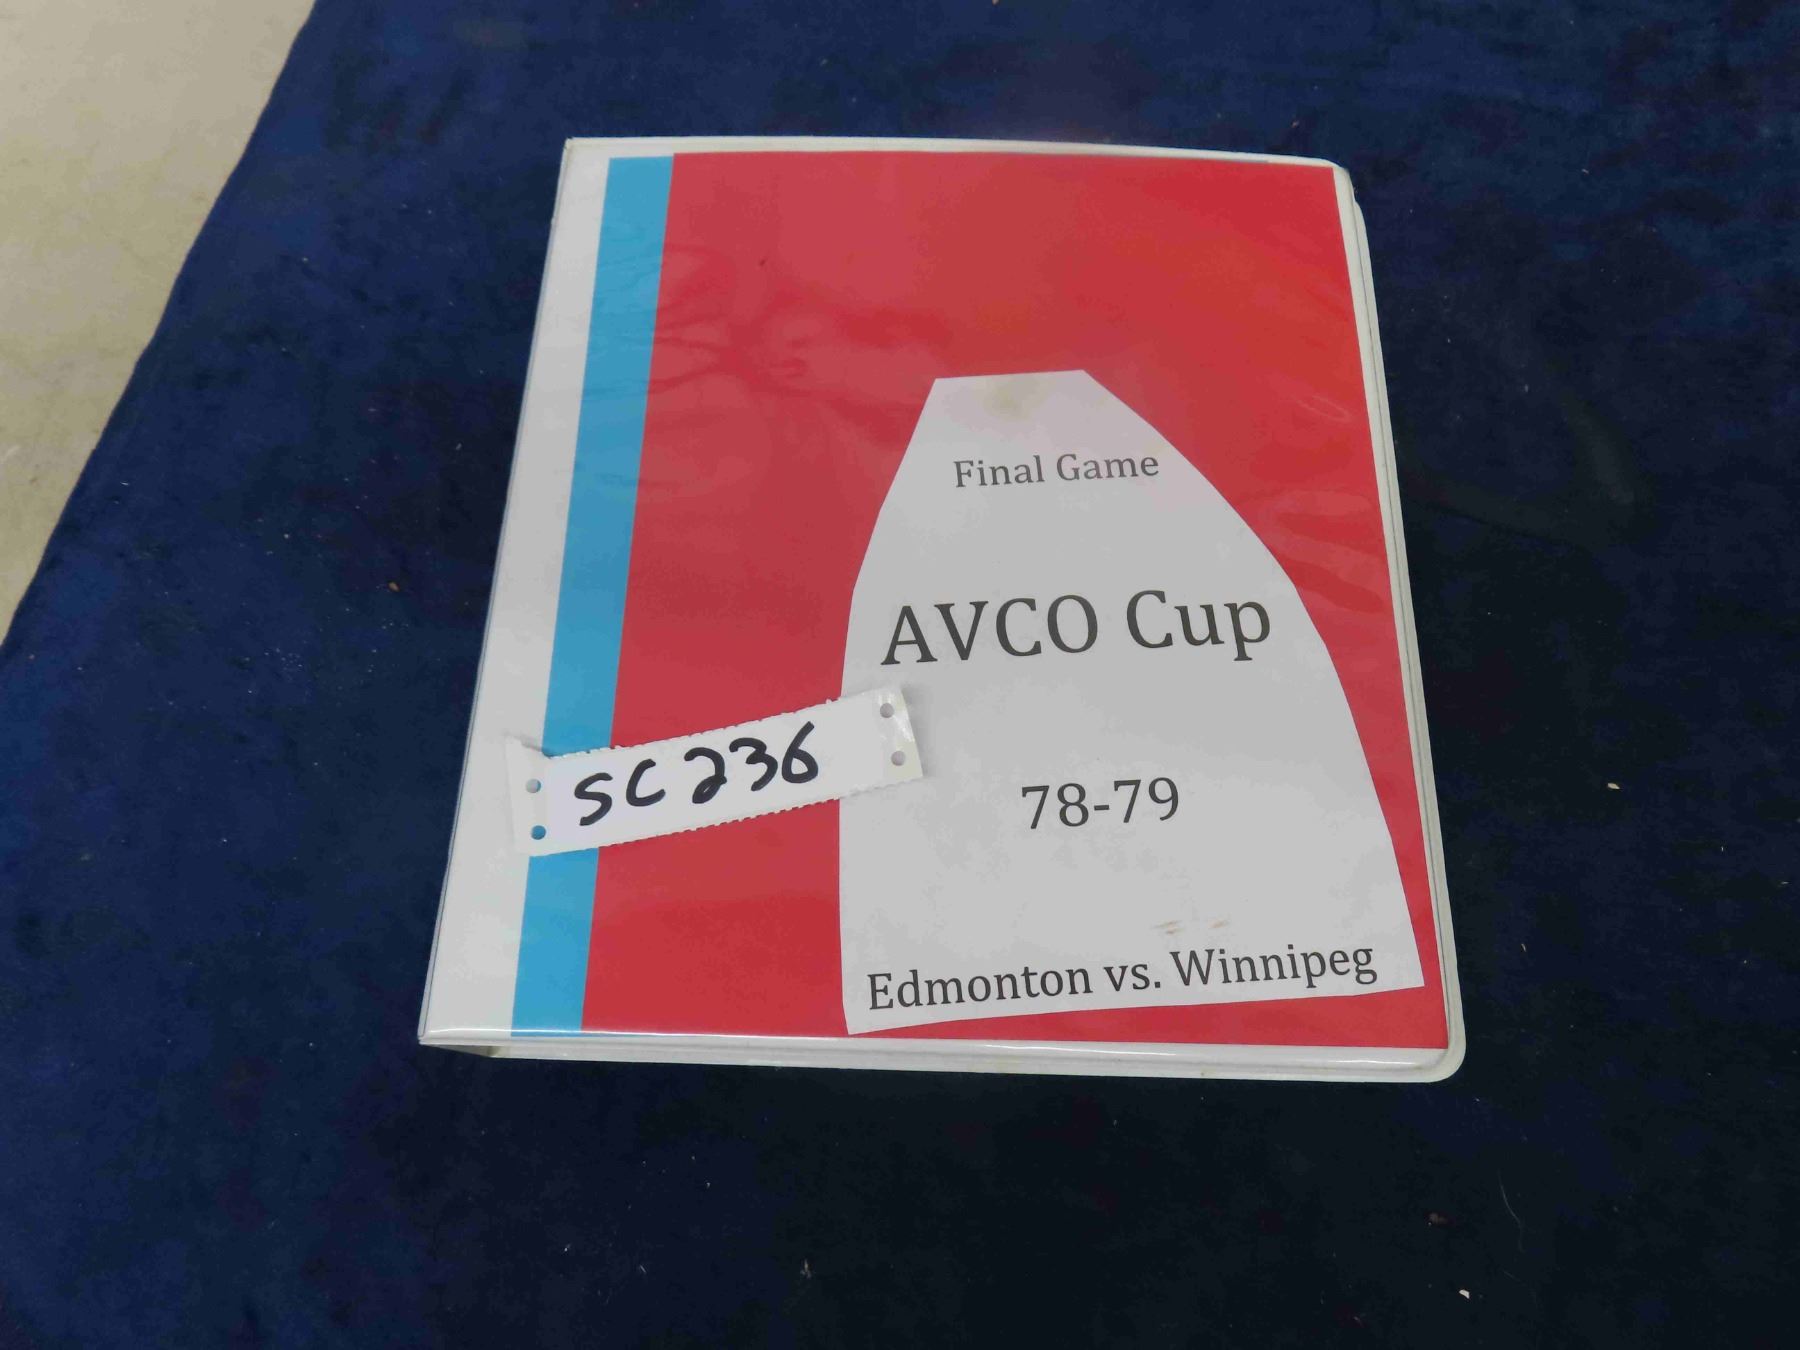 Final Game
AVCO Cup
SC236
78-79
Edmonton vs. Winnipeg